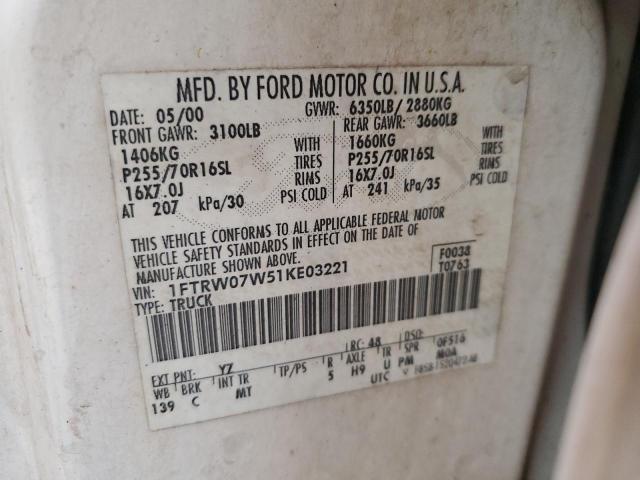 MFD. BY FORD MOTOR CO. IN U.S.A.
DATE: 05/00 GVWR: 6350LB/ 2880KG
FRONT GAWR: 3100LB REAR GAWR: 3660LB
1406KG WITH 1660KG WITH
P255/70R16SL TIRES P255/70R16SL TIRES
16X7.0J RIMS 16X7.0J RIMS
AT 207 kPa/30 PSI COLD AT 241 kPa/35 PSI COLD
THIS VEHICLE CONFORMS TO ALL APPLICABLE FEDERAL MOTOR
VEHICLE SAFETY STANDARDS IN EFFECT ON THE DATE OF
MANUFACTURE SHOWN ABOVE.
F0038
VIN: 1FTRW07W51KE03221 T0763
TYPE: TRUCK
EXT PNT: YZ RC: 48 DSO:
WB BRK INT TR TP/PS R AXLE TR SPR 0F516
139 C MT 5 H9 U PM MOA
UTC